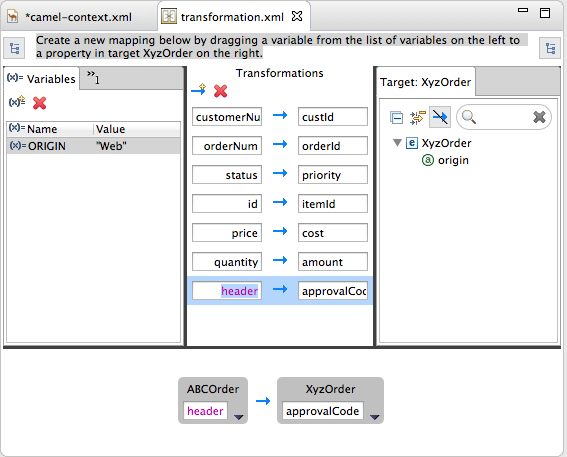 *camel-context.xml
transformation.xml
Create a new mapping below by dragging a variable from the list of variables on the left to
a property in target XyzOrder on the right.
(x)= Variables
»1
Transformations
Target: XyzOrder
(x)= Name
Value
(x)= ORIGIN
"Web"
customerNu
custId
orderNum
orderId
status
priority
id
itemId
price
cost
quantity
amount
header
approvalCod
e XyzOrder
a origin
ABCOrder
XyzOrder
header
approvalCode